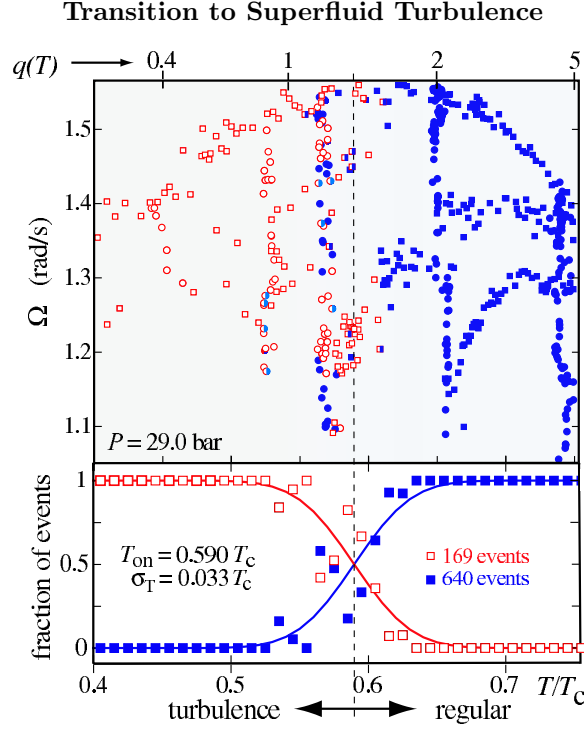 Transition to Superfluid Turbulence
q(T) 0.4 1 2 5
1.5
1.4
1.3
1.2
1.1
Ω (rad/s)
P = 29.0 bar
1
0.5
0
fraction of events
T_on = 0.590 T_c
σ_T = 0.033 T_c
169 events
640 events
0.4 0.5 0.6 0.7 T/T_c
turbulence regular